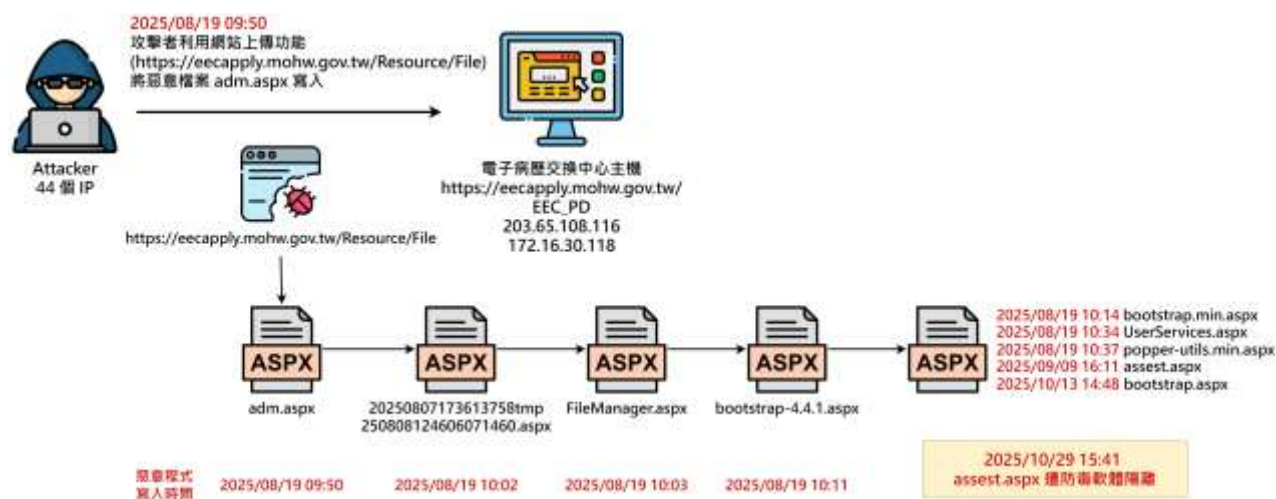 2025/08/19 09:50
攻擊者利用網站上傳功能
(https://eecapply.mohw.gov.tw/Resource/File)
將惡意檔案 adm.aspx 寫入
Attacker
44 個 IP
電子病歷交換中心主機
https://eecapply.mohw.gov.tw/
EEC_PD
203.65.108.116
172.16.30.118
https://eecapply.mohw.gov.tw/Resource/File
ASPX
adm.aspx
ASPX
20250807173613758tmp
250808124606071460.aspx
ASPX
FileManager.aspx
ASPX
bootstrap-4.4.1.aspx
ASPX
2025/08/19 10:14 bootstrap.min.aspx
2025/08/19 10:34 UserServices.aspx
2025/08/19 10:37 popper-utils.min.aspx
2025/09/09 16:11 assest.aspx
2025/10/13 14:48 bootstrap.aspx
惡意程式
寫入時間
2025/08/19 09:50
2025/08/19 10:02
2025/08/19 10:03
2025/08/19 10:11
2025/10/29 15:41
assest.aspx 遭防毒軟體隔離